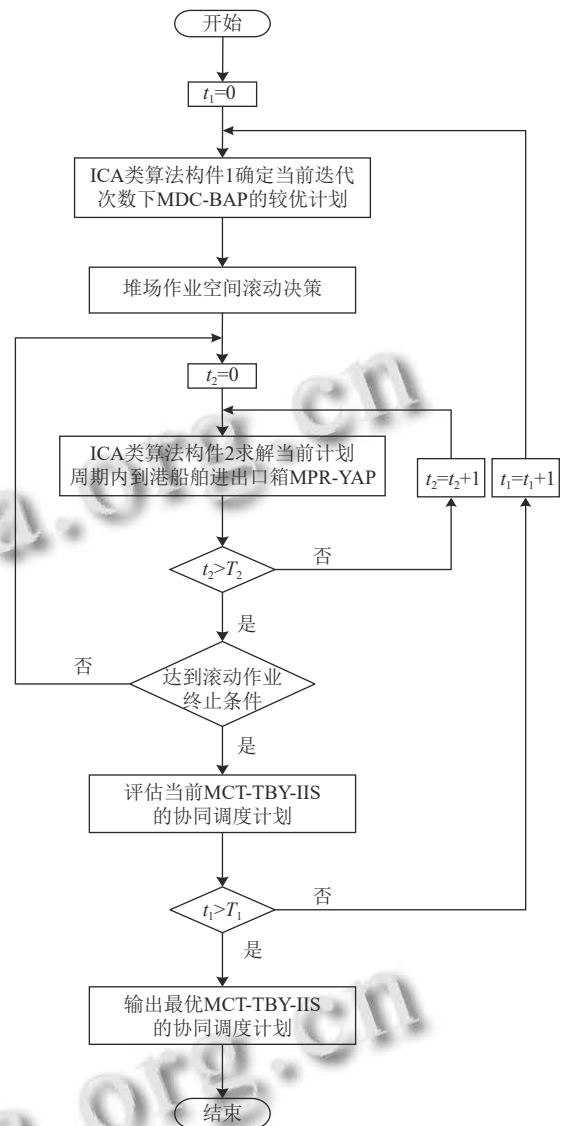 开始
t₁=0
ICA类算法构件1确定当前迭代
次数下MDC-BAP的较优计划
堆场作业空间滚动决策
t₂=0
ICA类算法构件2求解当前计划
周期内到港船舶进出口箱MPR-YAP
t₂=t₂+1
t₁=t₁+1
t₂>T₂
否
是
达到滚动作业
终止条件
否
是
评估当前MCT-TBY-IIS
的协同调度计划
t₁>T₁
否
是
输出最优MCT-TBY-IIS
的协同调度计划
结束
a.org.cn
a.org.cn